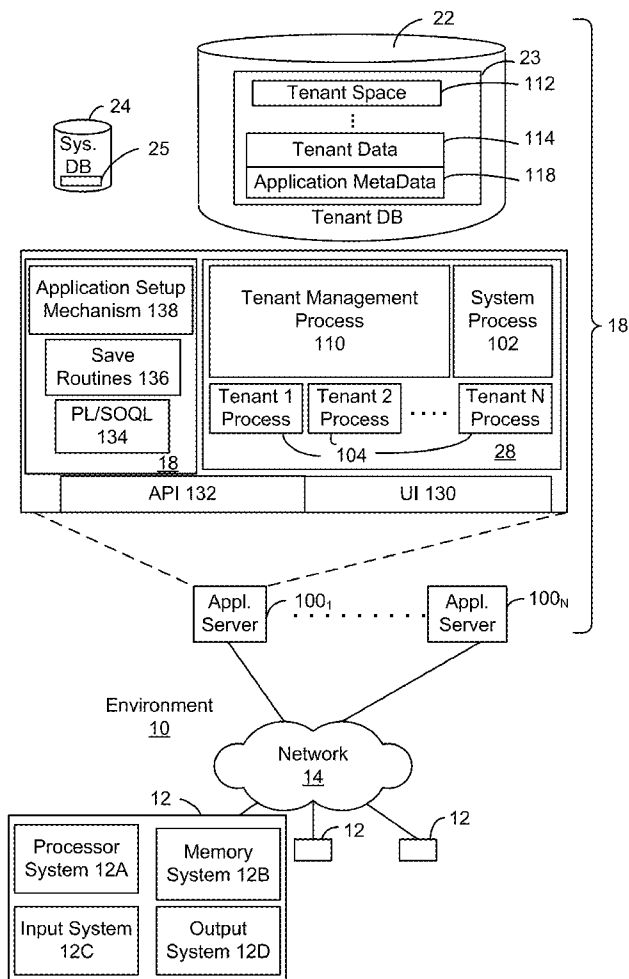 22
23
Tenant Space
112
24
Sys.
DB
25
Tenant Data
114
Application MetaData
118
Tenant DB
Application Setup
Mechanism 138
Save
Routines 136
PL/SOQL
134
18
Tenant Management
Process
110
System
Process
102
Tenant 1
Process
Tenant 2
Process
Tenant N
Process
104
28
18
API 132
UI 130
Appl.
Server
100₁
Appl.
Server
100N
Environment
10
Network
14
12
12
12
Processor
System 12A
Memory
System 12B
Input System
12C
Output
System 12D